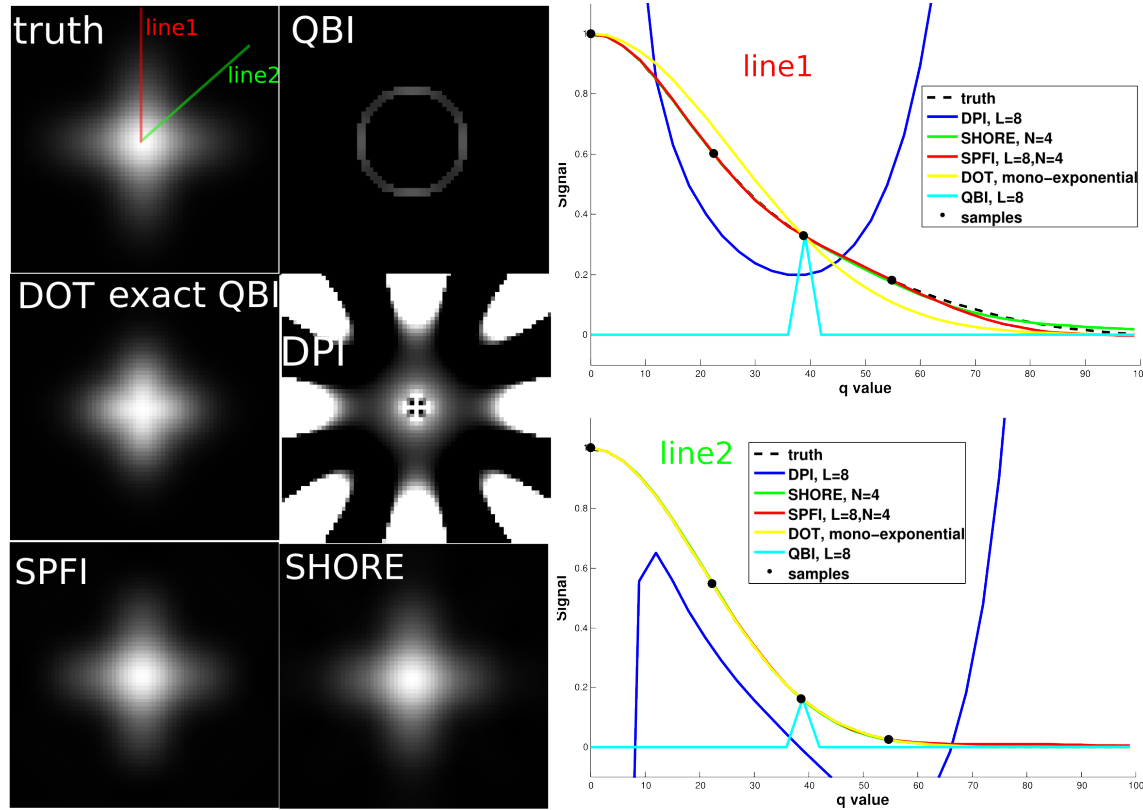 truth
line1
line2
QBI
DOT exact QBI
DPI
SPFI
SHORE
line1
truth
DPI, L=8
SHORE, N=4
SPFI, L=8,N=4
DOT, mono-exponential
QBI, L=8
samples
Signal
0.8
0.6
0.4
0.2
0
0 10 20 30 40 50 60 70 80 90 100
q value
line2
truth
DPI, L=8
SHORE, N=4
SPFI, L=8,N=4
DOT, mono-exponential
QBI, L=8
samples
Signal
0.8
0.6
0.4
0.2
0
0 10 20 30 40 50 60 70 80 90 100
q value